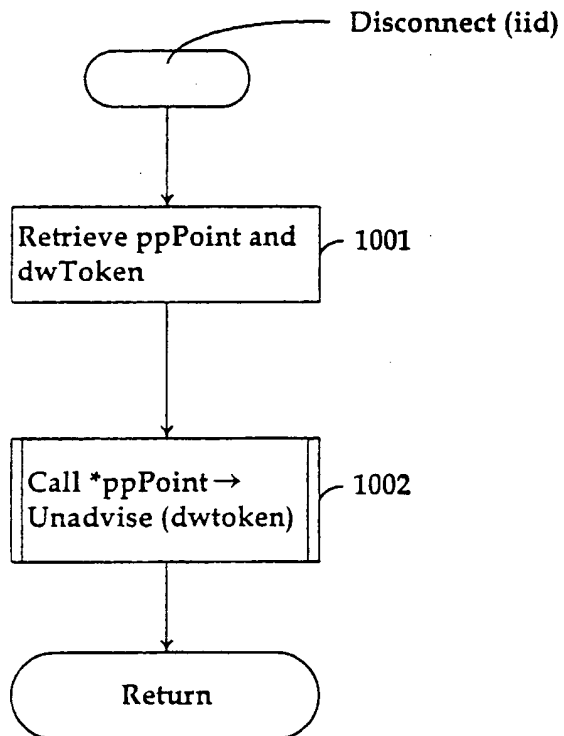 Disconnect (iid)
Retrieve ppPoint and
dwToken
1001
Call *ppPoint→
Unadvise (dwtoken)
1002
Return